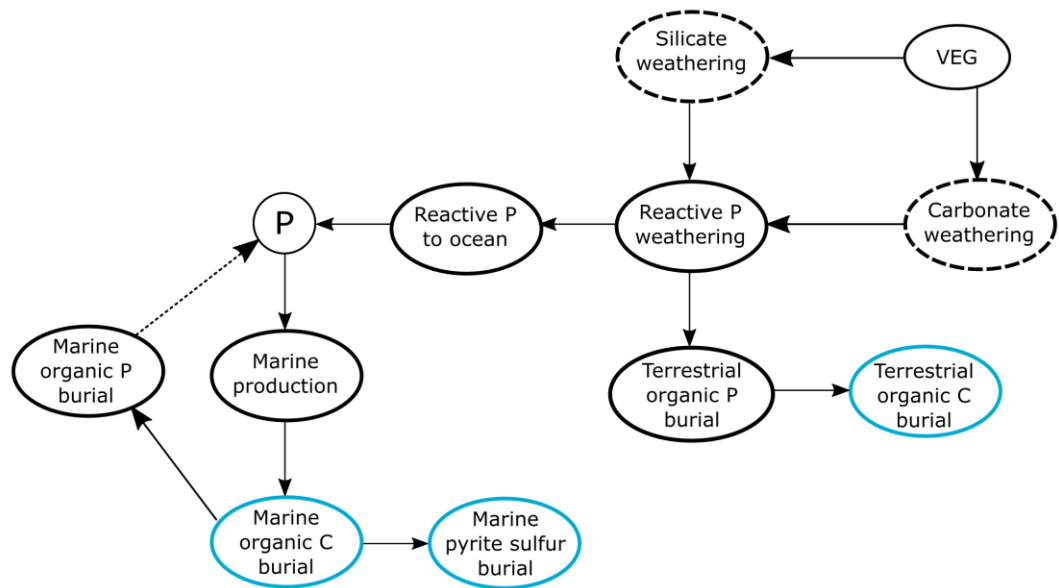 Silicate
weathering
VEG
P
Reactive P
to ocean
Reactive P
weathering
Carbonate
weathering
Marine
organic P
burial
Marine
production
Terrestrial
organic P
burial
Terrestrial
organic C
burial
Marine
organic C
burial
Marine
pyrite sulfur
burial